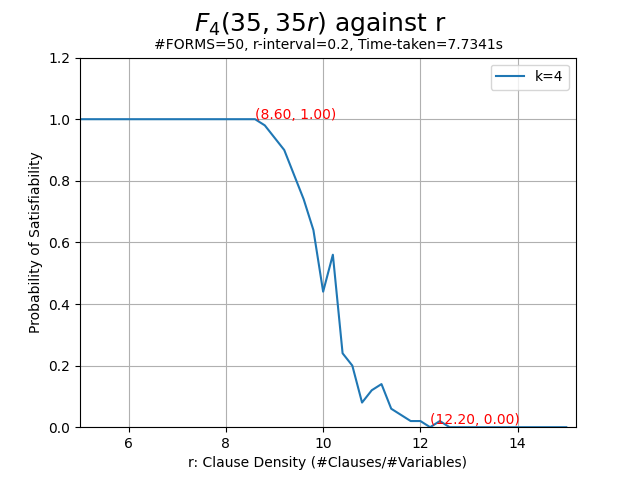 F₄(35, 35r) against r
#FORMS=50, r-interval=0.2, Time-taken=7.7341s
k=4
(8.60, 1.00)
(12.20, 0.00)
Probability of Satisfiability
1.2
1.0
0.8
0.6
0.4
0.2
0.0
6 8 10 12 14
r: Clause Density (#Clauses/#Variables)